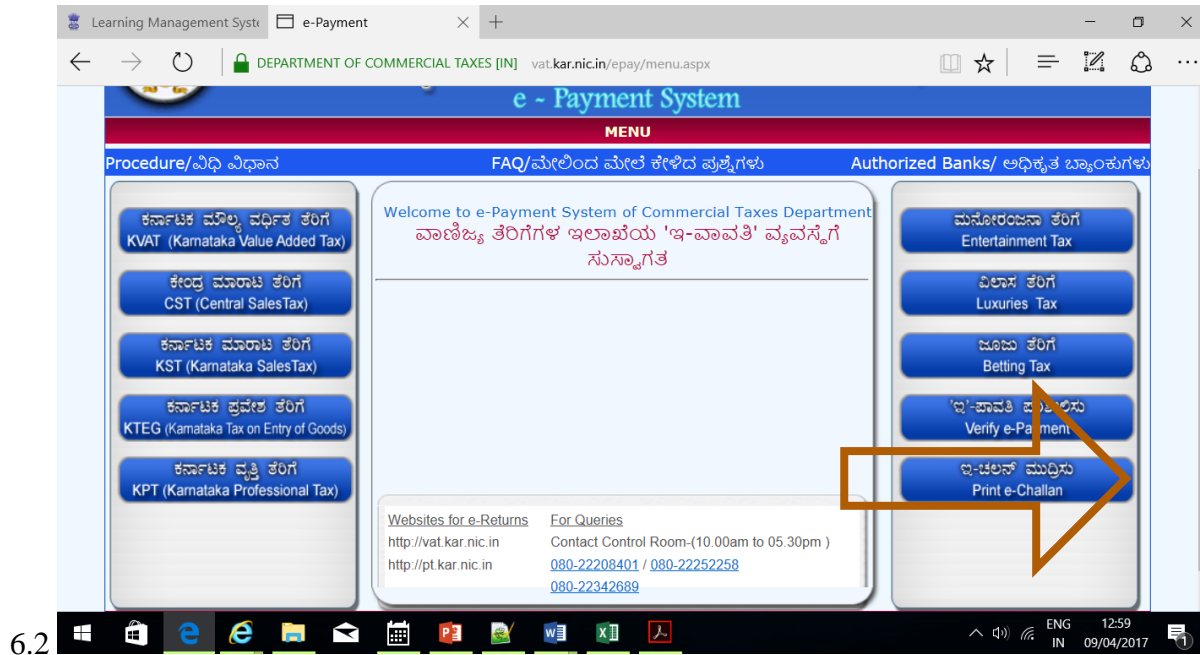 Learning Management Syste
e-Payment
DEPARTMENT OF COMMERCIAL TAXES [IN] vat.kar.nic.in/epay/menu.aspx
e ~ Payment System
MENU
Procedure/ವಿಧಿ ವಿಧಾನ FAQ/ಮೇಲಿಂದ ಮೇಲೆ ಕೇಳಿದ ಪ್ರಶ್ನೆಗಳು Authorized Banks/ ಅಧಿಕೃತ ಬ್ಯಾಂಕುಗಳು
ಕರ್ನಾಟಕ ಮೌಲ್ಯ ವರ್ಧಿತ ತೆರಿಗೆ
KVAT (Karnataka Value Added Tax)
ಕೇಂದ್ರ ಮಾರಾಟ ತೆರಿಗೆ
CST (Central SalesTax)
ಕರ್ನಾಟಕ ಮಾರಾಟ ತೆರಿಗೆ
KST (Karnataka SalesTax)
ಕರ್ನಾಟಕ ಪ್ರವೇಶ ತೆರಿಗೆ
KTEG (Karnataka Tax on Entry of Goods)
ಕರ್ನಾಟಕ ವೃತ್ತಿ ತೆರಿಗೆ
KPT (Karnataka Professional Tax)
Welcome to e-Payment System of Commercial Taxes Department
ವಾಣಿಜ್ಯ ತೆರಿಗೆಗಳ ಇಲಾಖೆಯ 'ಇ-ಪಾವತಿ' ವ್ಯವಸ್ಥೆಗೆ
ಸುಸ್ವಾಗತ
Websites for e-Returns For Queries
http://vat.kar.nic.in Contact Control Room-(10.00am to 05.30pm )
http://pt.kar.nic.in 080-22208401 / 080-22252258
080-22342689
ಮನೋರಂಜನಾ ತೆರಿಗೆ
Entertainment Tax
ವಿಲಾಸ ತೆರಿಗೆ
Luxuries Tax
ಜೂಜು ತೆರಿಗೆ
Betting Tax
'ಇ'-ಪಾವತಿ
Verify e-Payment
ಇ-ಚಲನ್ ಮುದ್ರಿಸು
Print e-Challan
6.2
ENG
IN
12:59
09/04/2017
1